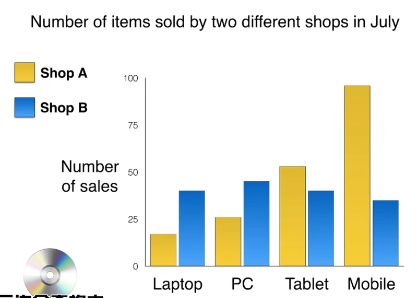 Number of items sold by two different shops in July
Shop A
Shop B
100
75
Number
of sales
50
25
0
Laptop PC Tablet Mobile